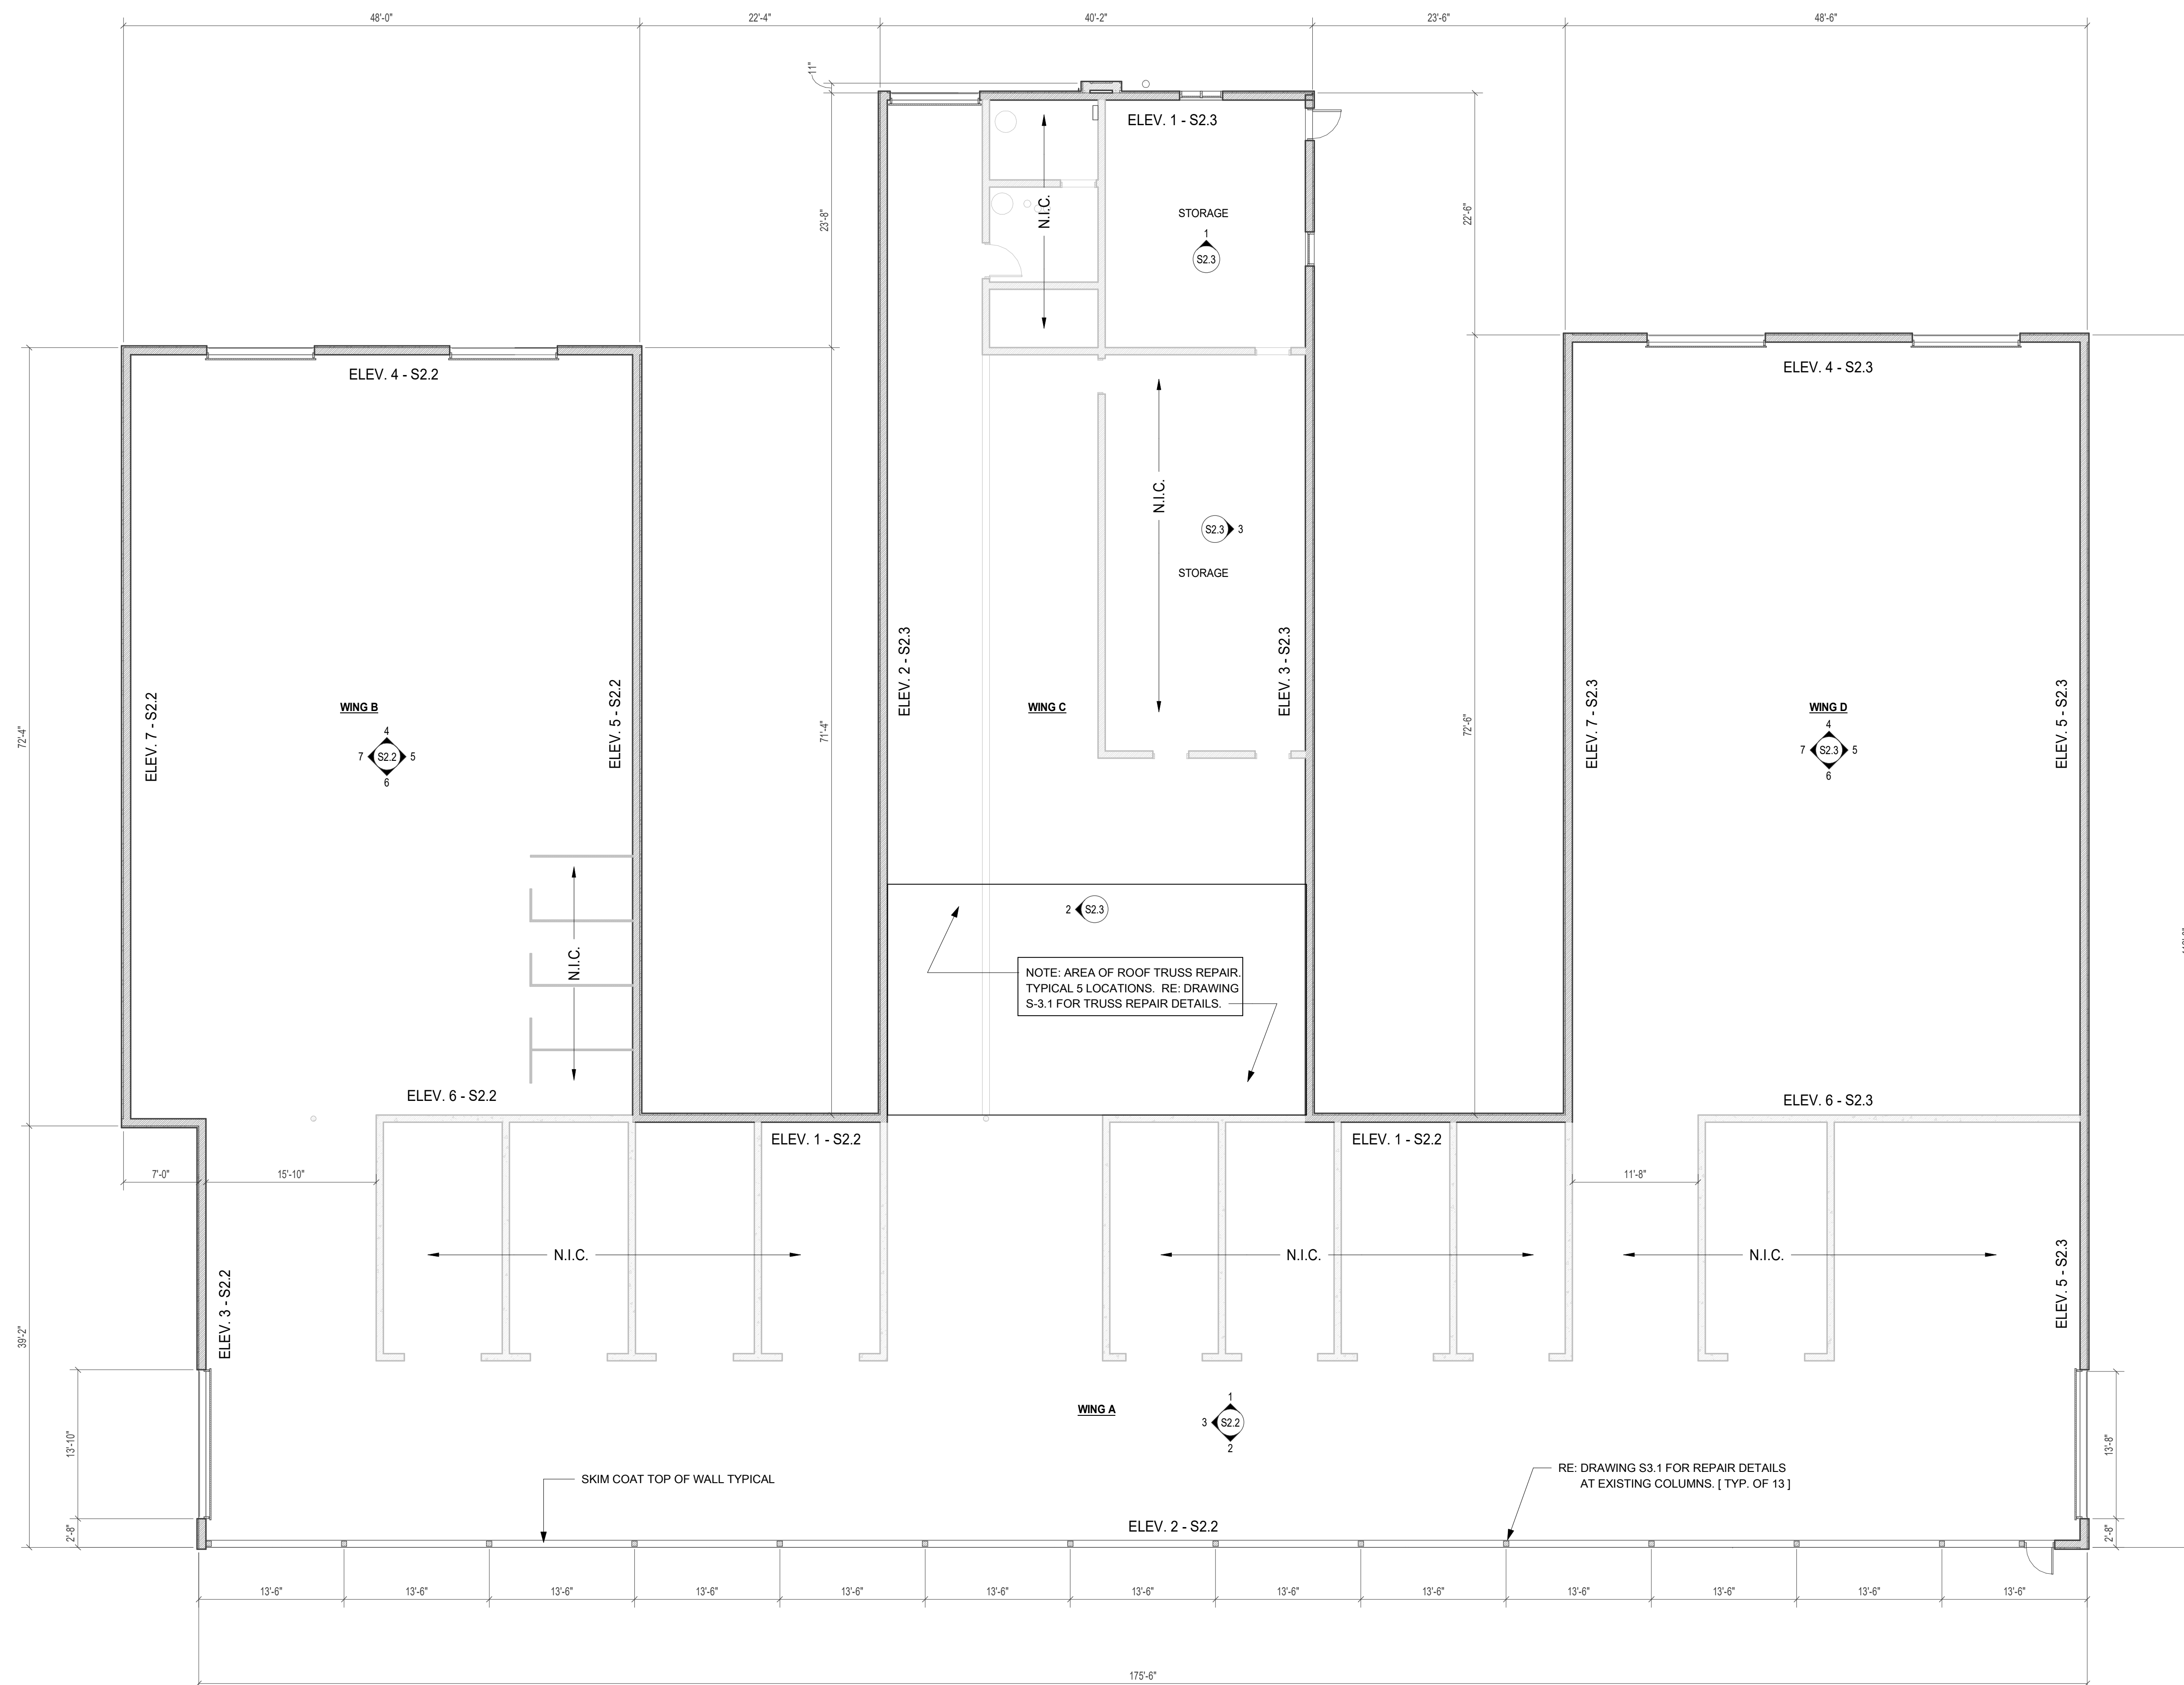 48'-0"
22'-4"
40'-2"
23'-6"
48'-6"
11"
ELEV. 1 - S2.3
N.I.C.
23'-8"
22'-6"
STORAGE
1
S2.3
ELEV. 4 - S2.2
ELEV. 4 - S2.3
N.I.C.
S2.3 3
STORAGE
ELEV. 2 - S2.3
ELEV. 3 - S2.3
ELEV. 7 - S2.2
ELEV. 5 - S2.2
ELEV. 7 - S2.3
ELEV. 5 - S2.3
WING B
WING C
WING D
72'-4"
71'-4"
72'-6"
4
7 S2.2 5
6
4
7 S2.3 5
6
2 S2.3
N.I.C.
NOTE: AREA OF ROOF TRUSS REPAIR.
TYPICAL 5 LOCATIONS. RE: DRAWING
S-3.1 FOR TRUSS REPAIR DETAILS.
ELEV. 6 - S2.2
ELEV. 6 - S2.3
ELEV. 1 - S2.2
ELEV. 1 - S2.2
7'-0"
15'-10"
11'-8"
N.I.C.
N.I.C.
N.I.C.
ELEV. 3 - S2.2
ELEV. 5 - S2.3
39'-2"
WING A
1
3 S2.2
2
13'-10"
13'-8"
SKIM COAT TOP OF WALL TYPICAL
RE: DRAWING S3.1 FOR REPAIR DETAILS
AT EXISTING COLUMNS. [ TYP. OF 13 ]
2'-8"
ELEV. 2 - S2.2
2'-8"
13'-6"
13'-6"
13'-6"
13'-6"
13'-6"
13'-6"
13'-6"
13'-6"
13'-6"
13'-6"
13'-6"
13'-6"
13'-6"
175'-6"